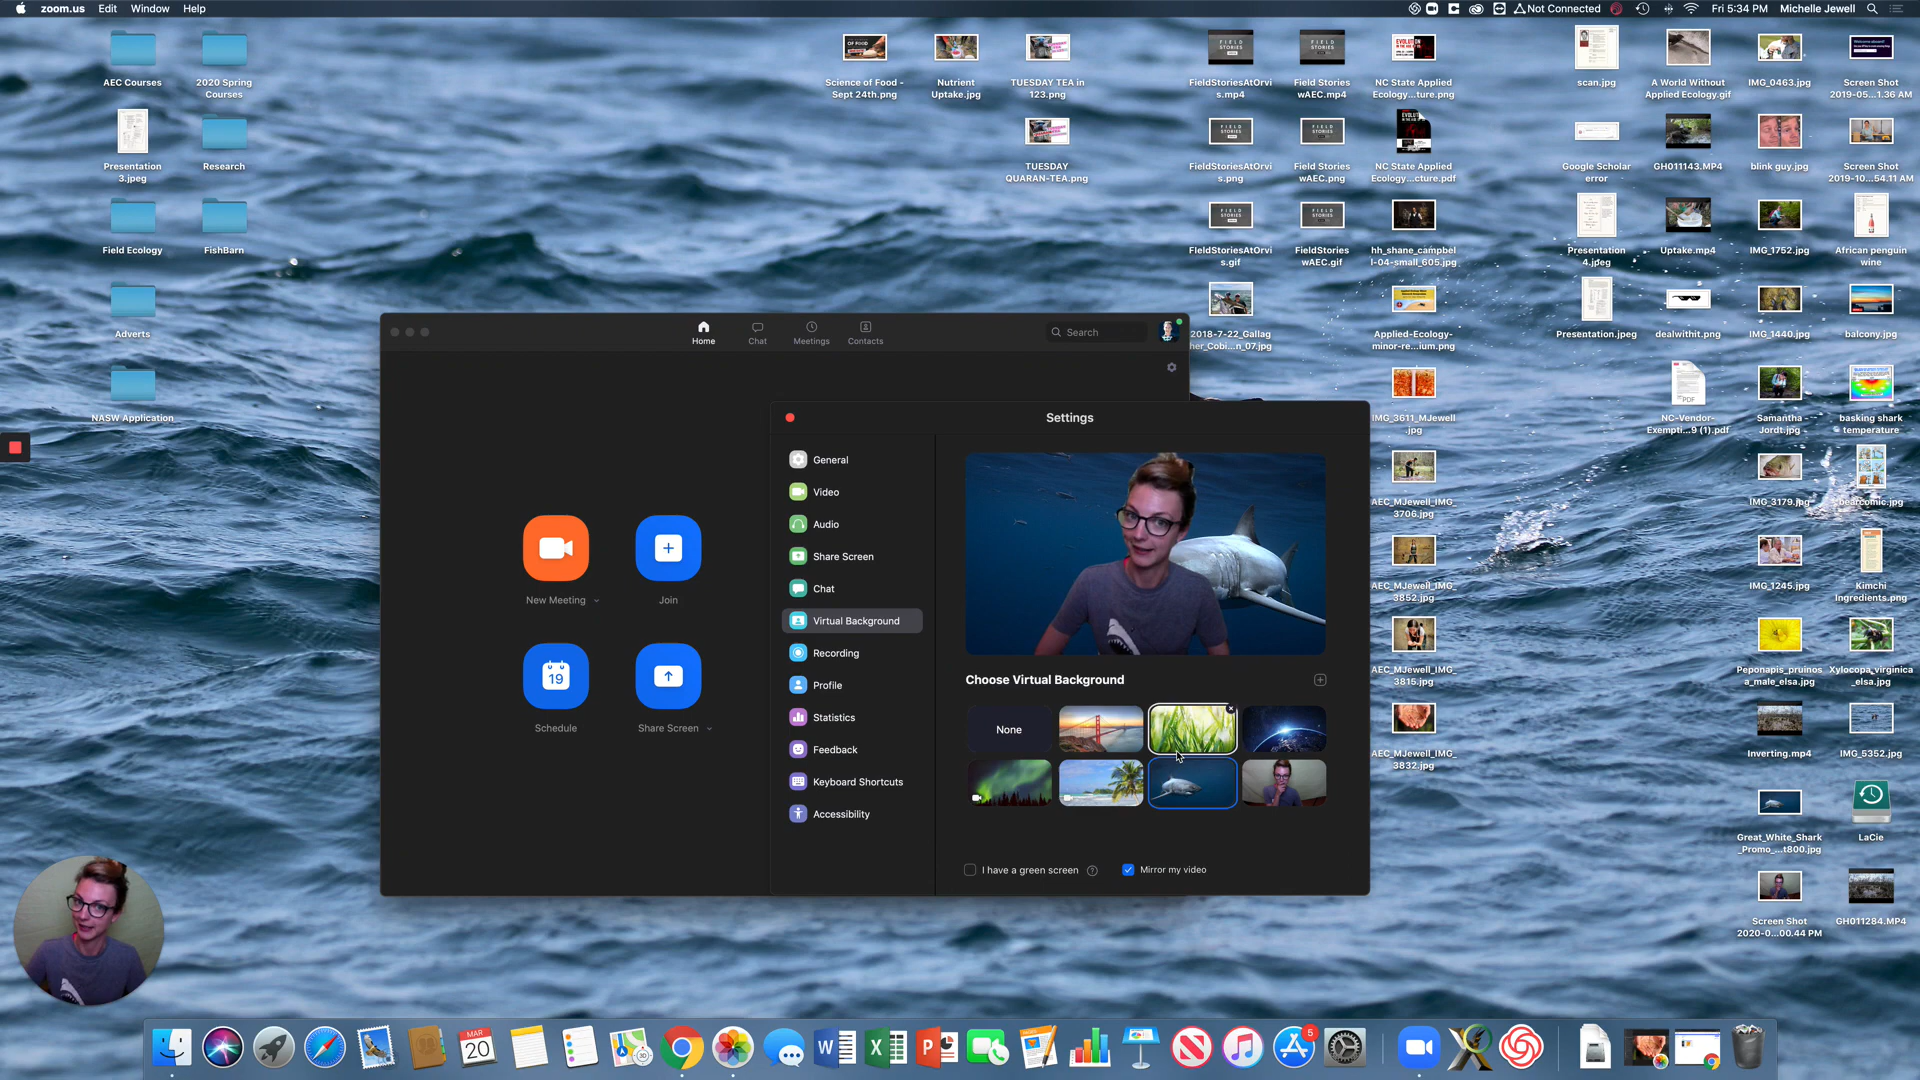 zoom.us Edit Window Help
Not Connected Fri 5:34 PM Michelle Jewell
AEC Courses
2020 Spring
Courses
Science of Food -
Sept 24th.png
Nutrient
Uptake.jpg
TUESDAY TEA in
123.png
FieldStoriesAtOrvi
s.mp4
Field Stories
wAEC.mp4
NC State Applied
Ecology...ture.png
scan.jpg
A World Without
Applied Ecology.gif
IMG_0463.jpg
Screen Shot
2019-05....1.36 AM
Presentation
3.jpeg
Research
TUESDAY
QUARAN-TEA.png
FieldStoriesAtOrvi
s.png
Field Stories
wAEC.png
NC State Applied
Ecology...cture.pdf
Google Scholar
error
GH011143.MP4
blink guy.jpg
Screen Shot
2019-10...54.11 AM
Field Ecology
FishBarn
FIeldStoriesAtOrvi
s.gif
FieldStories
wAEC.gif
hh_shane_campbel
l-04-small_605.jpg
Presentation
4.jpeg
Uptake.mp4
IMG_1752.jpg
African penguin
wine
Adverts
2018-7-22_Gallag
her_Cobi...n_07.jpg
Applied-Ecology-
minor-re...ium.png
Presentation.jpeg
dealwithit.png
IMG_1440.jpg
balcony.jpg
NASW Application
IMG_3611_MJewell
.jpg
PDF
NC-Vendor-
Exempti...9 (1).pdf
Samantha
Jordt.jpg
basking shark
temperature
AEC_MJewell_IMG_
3706.jpg
IMG_3179.jpg
bearcomic.jpg
AEC_MJewell_IMG_
3852.jpg
IMG_1245.jpg
Kimchi
Ingredients.png
AEC_MJewell_IMG_
3815.jpg
Peponapis_pruinos
a_male_elsa.jpg
Xylocopa_virginica
_elsa.jpg
AEC_MJewell_IMG_
3832.jpg
Inverting.mp4
IMG_5352.jpg
Great_White_Shark
_Promo_...t800.jpg
LaCie
Screen Shot
2020-0...00.44 PM
GH011284.MP4
Home
Chat
Meetings
Contacts
Search
New Meeting
Join
19
Schedule
Share Screen
Settings
General
Video
Audio
Share Screen
Chat
Virtual Background
Recording
Profile
Statistics
Feedback
Keyboard Shortcuts
Accessibility
Choose Virtual Background
None
I have a green screen
Mirror my video
MAR
20
3D
W
X
P
5